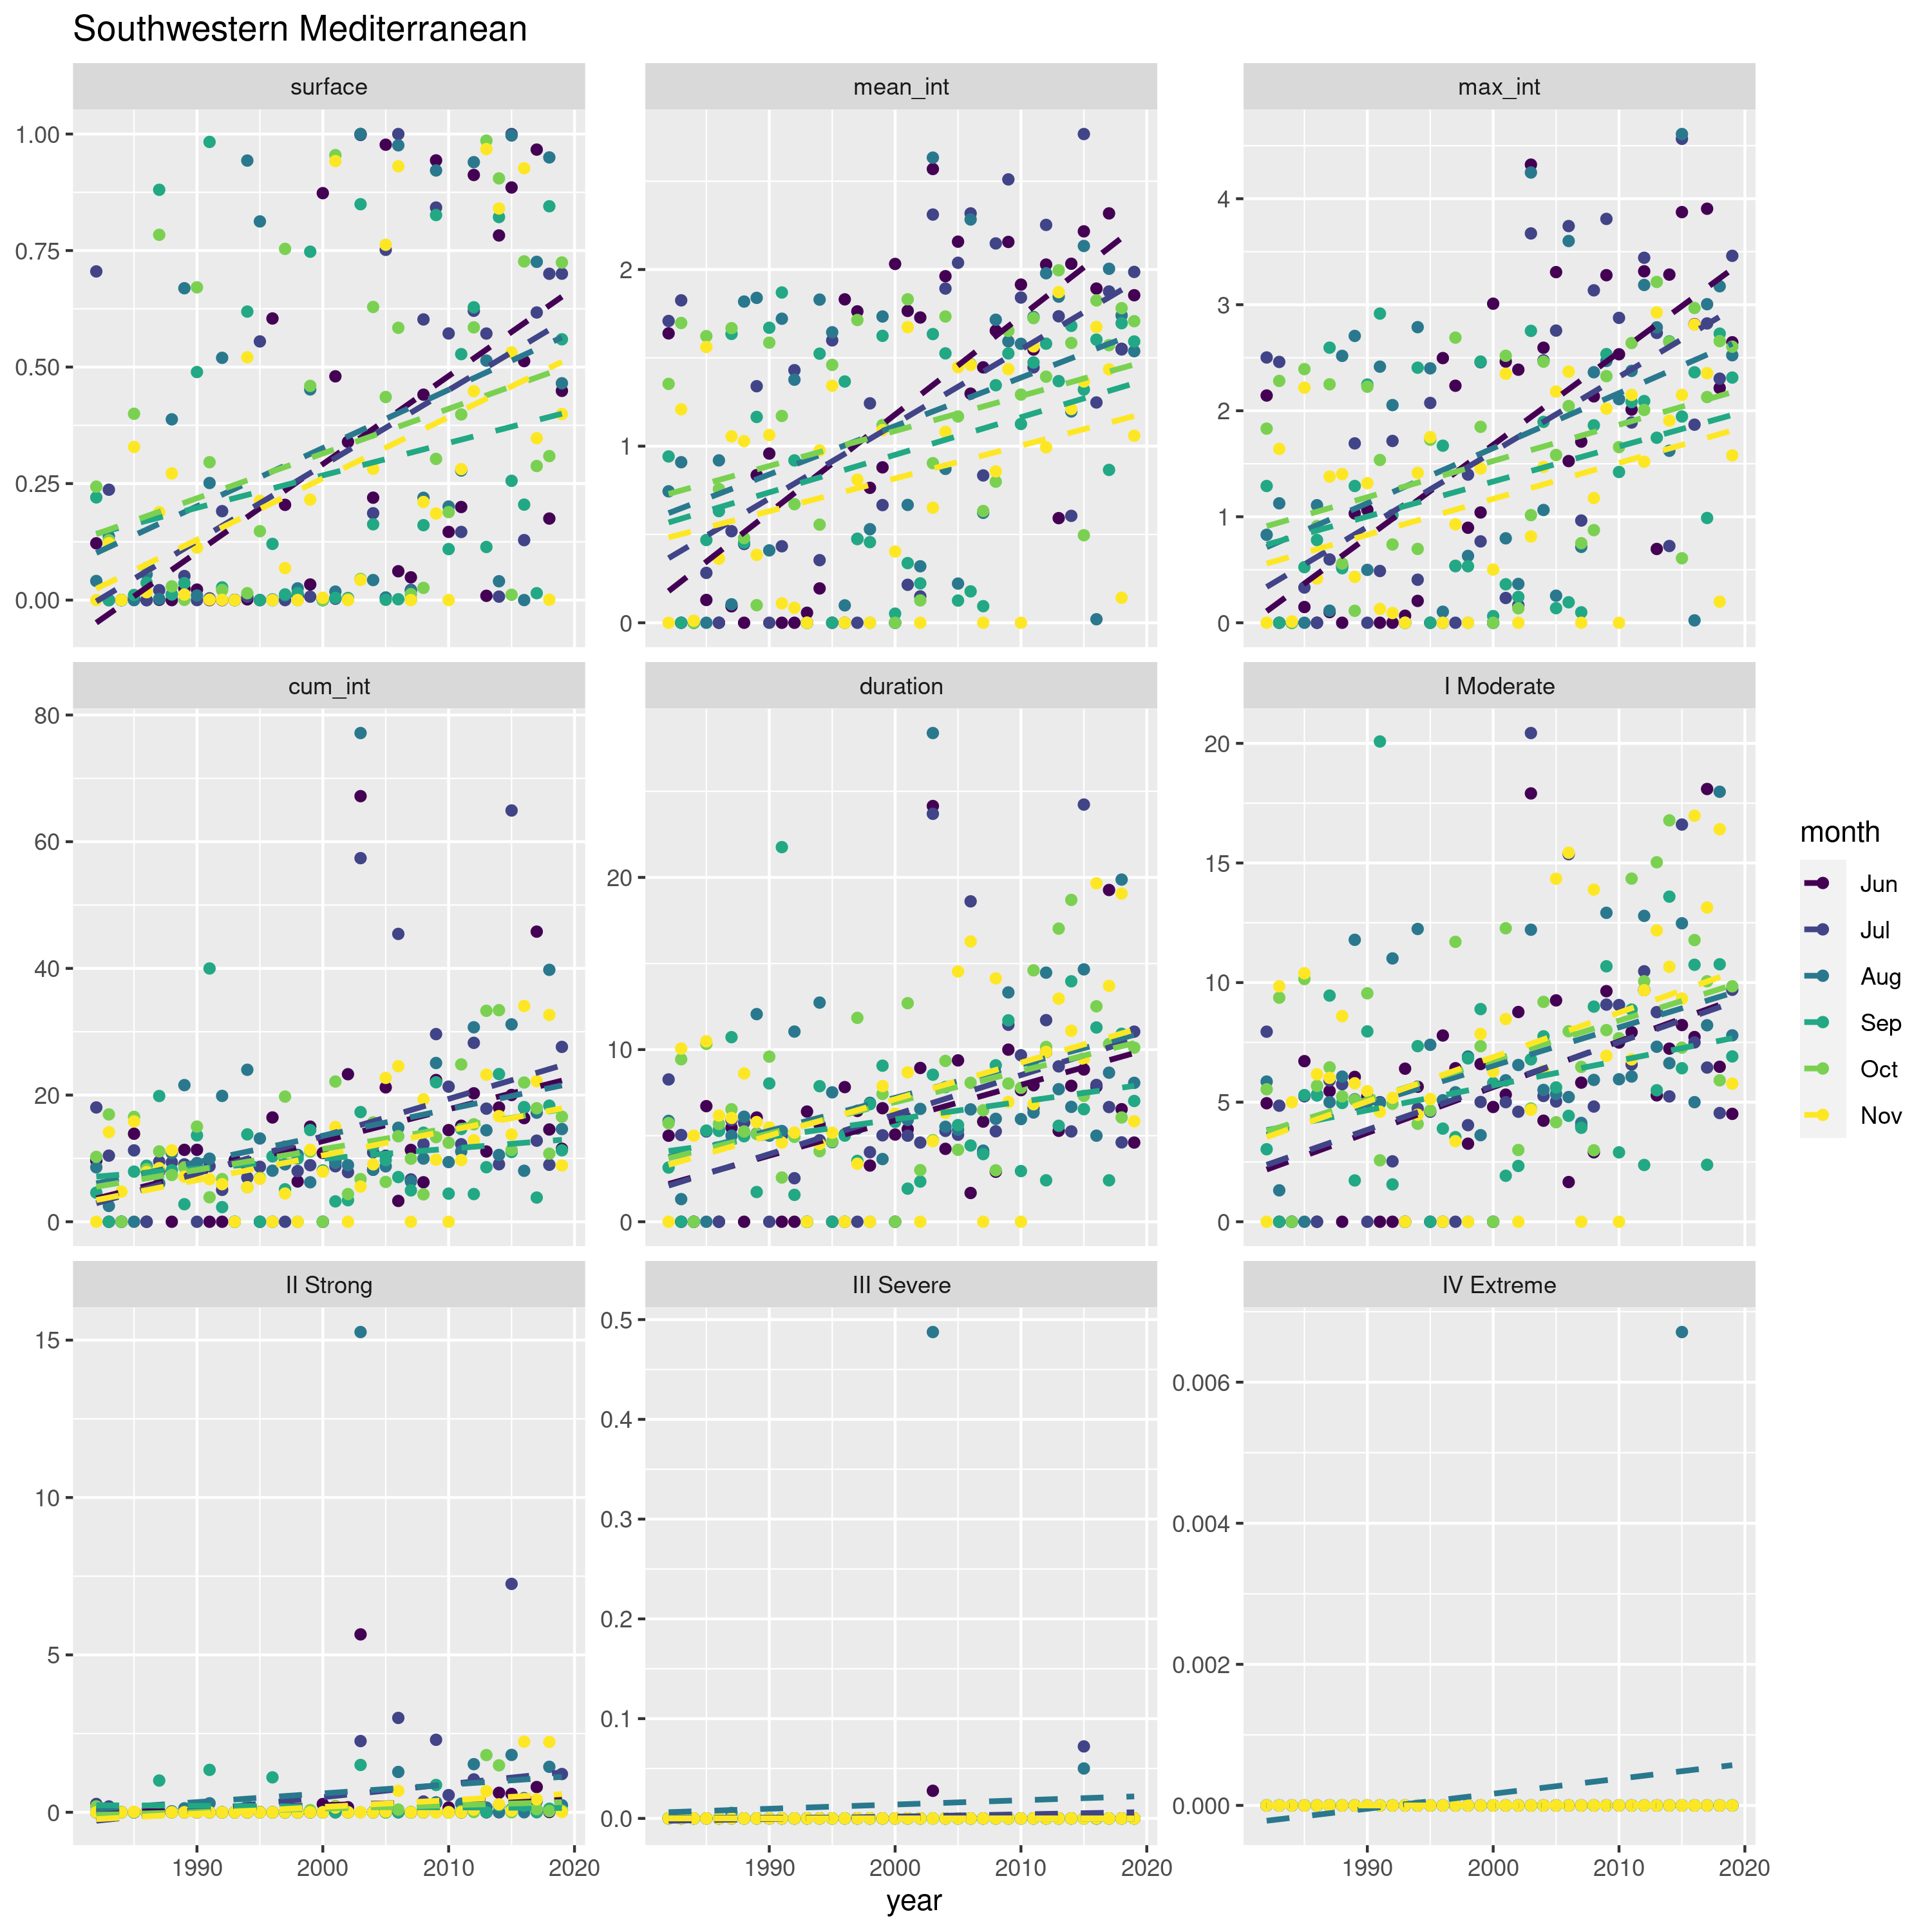 Southwestern Mediterranean
surface
mean_int
max_int
1.00
0.75
0.50
0.25
0.00
2
1
0
4
3
2
1
0
cum_int
duration
I Moderate
80
60
40
20
0
20
10
0
20
15
10
5
0
II Strong
III Severe
IV Extreme
15
10
5
0
0.5
0.4
0.3
0.2
0.1
0.0
0.006
0.004
0.002
0.000
1990 2000 2010 2020
1990 2000 2010 2020
1990 2000 2010 2020
year
month
Jun
Jul
Aug
Sep
Oct
Nov